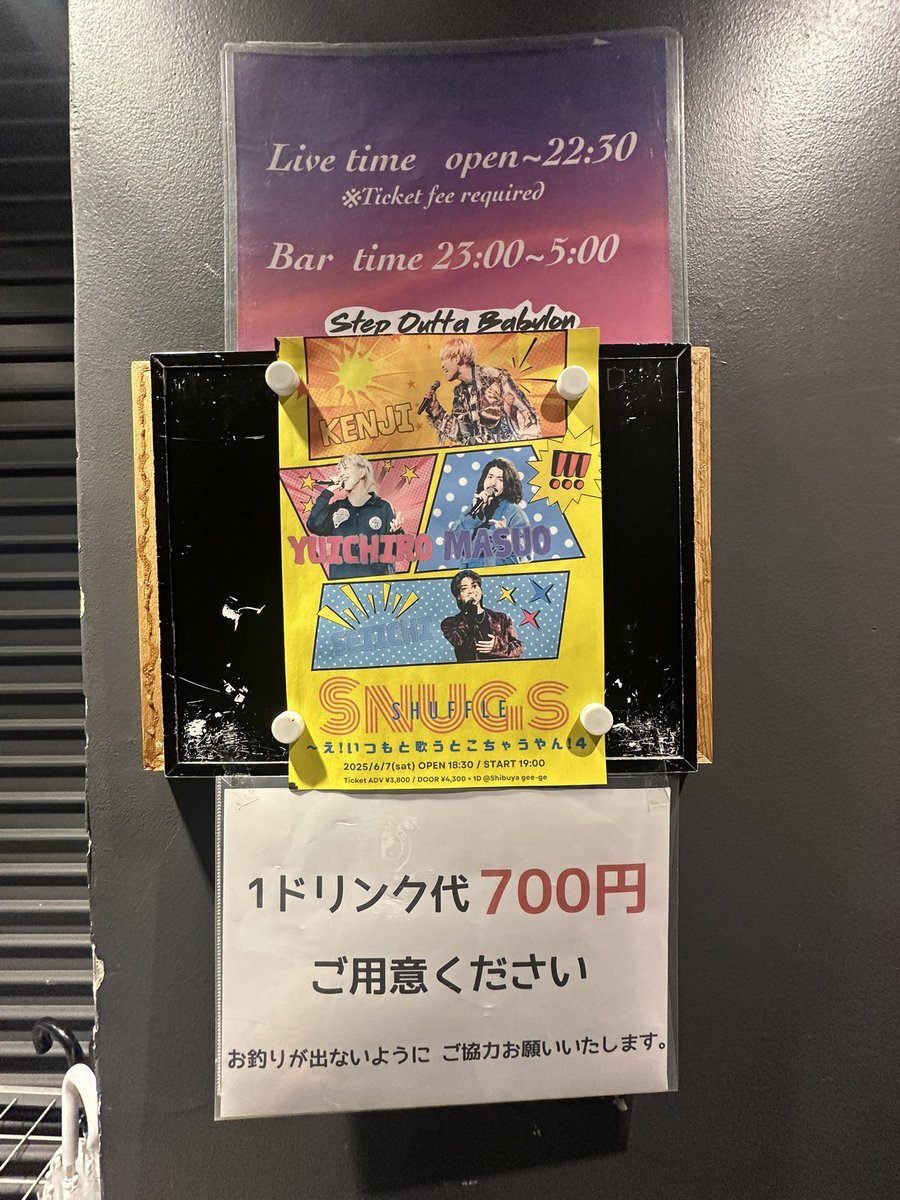 Live time open~22:30
※Ticket fee required
Bar time 23:00~5:00
Step Outta Babylon
KENJI
!!!
YUICHIRO MASUO
SEIICHI
SNUGS
SHUFFLE
〜え!いつもと歌うとこちゃうやん!4
2025/6/7(sat) OPEN 18:30 / START 19:00
Ticket ADV ¥3,800 / DOOR ¥4,300 + 1D @Shibuya gee-ge
1ドリンク代 700円
ご用意ください
お釣りが出ないように ご協力お願いいたします。